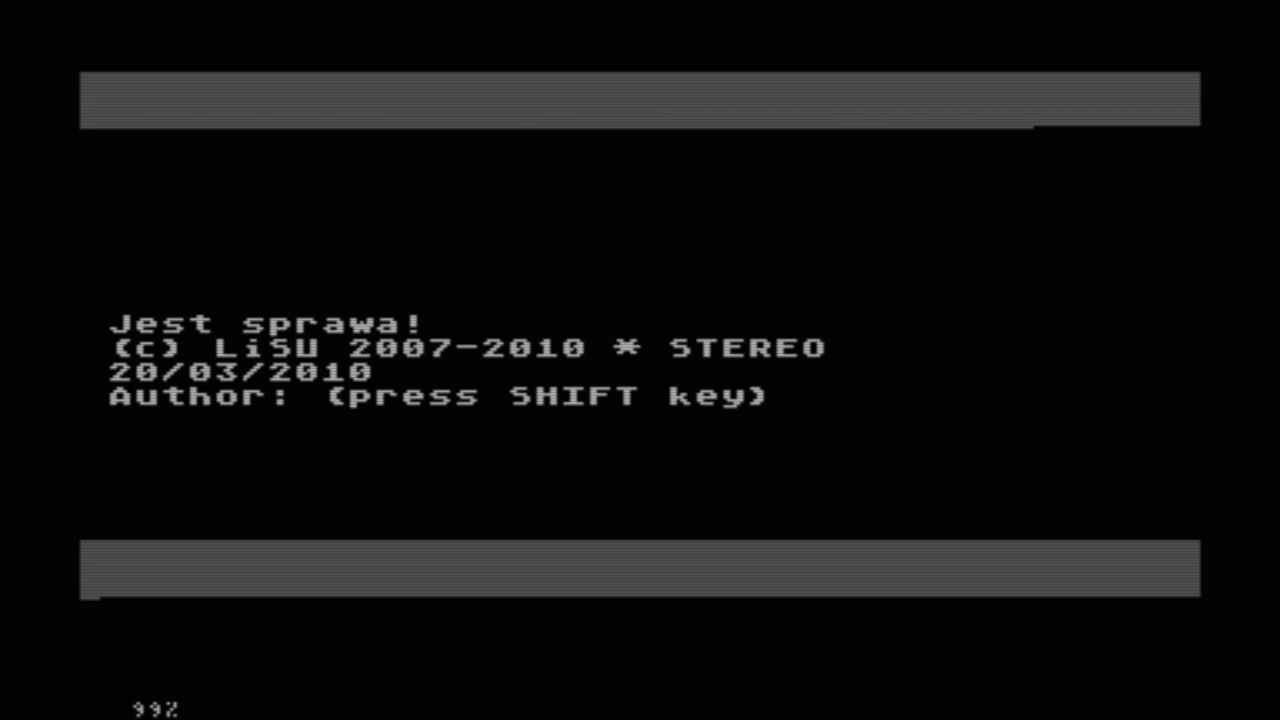 Jest sprawa!
(c) LiSU 2007-2010 * STEREO
20/03/2010
Author: (press SHIFT key)
99%